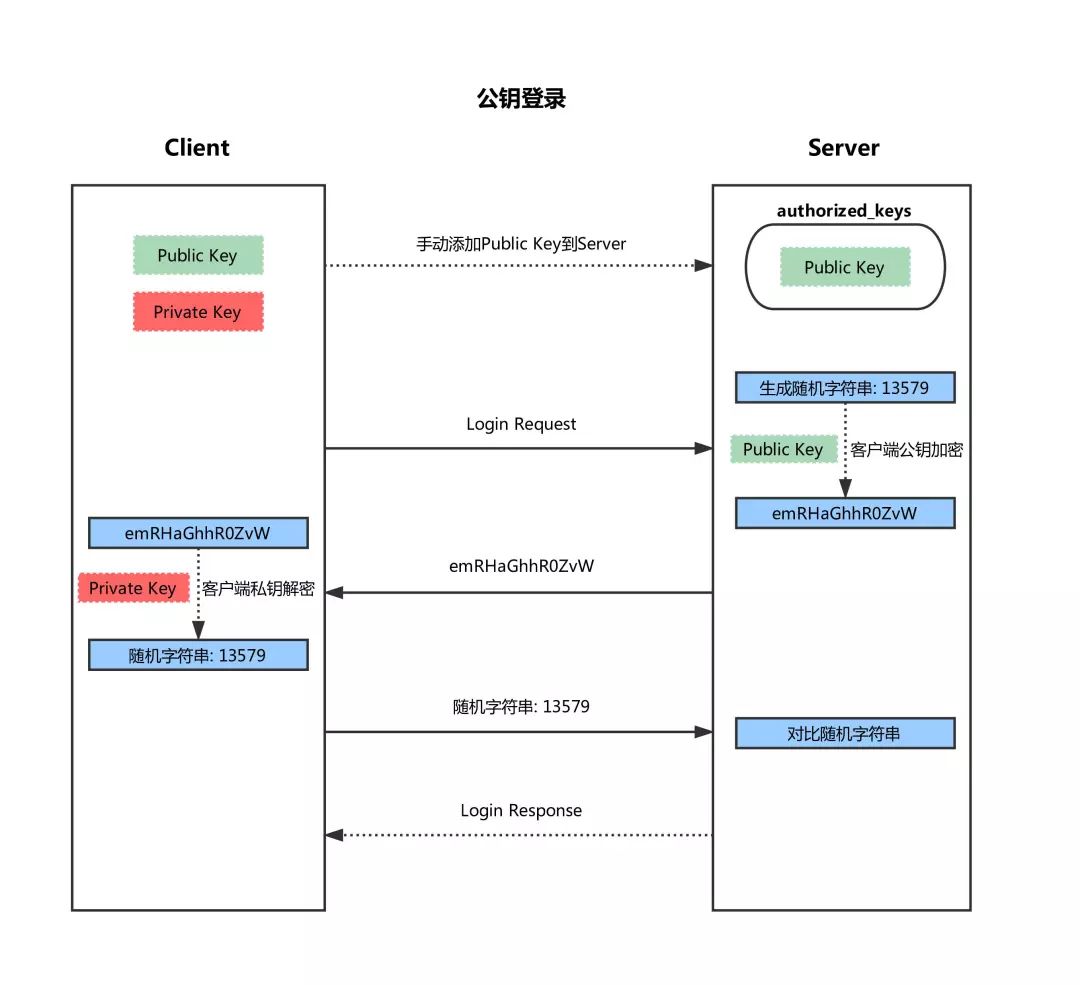 公钥登录
Client
Server
authorized_keys
Public Key
手动添加Public Key到Server
Public Key
Private Key
生成随机字符串: 13579
Login Request
Public Key
客户端公钥加密
emRHaGhhR0ZvW
emRHaGhhR0ZvW
emRHaGhhR0ZvW
Private Key
客户端私钥解密
随机字符串: 13579
随机字符串: 13579
对比随机字符串
Login Response